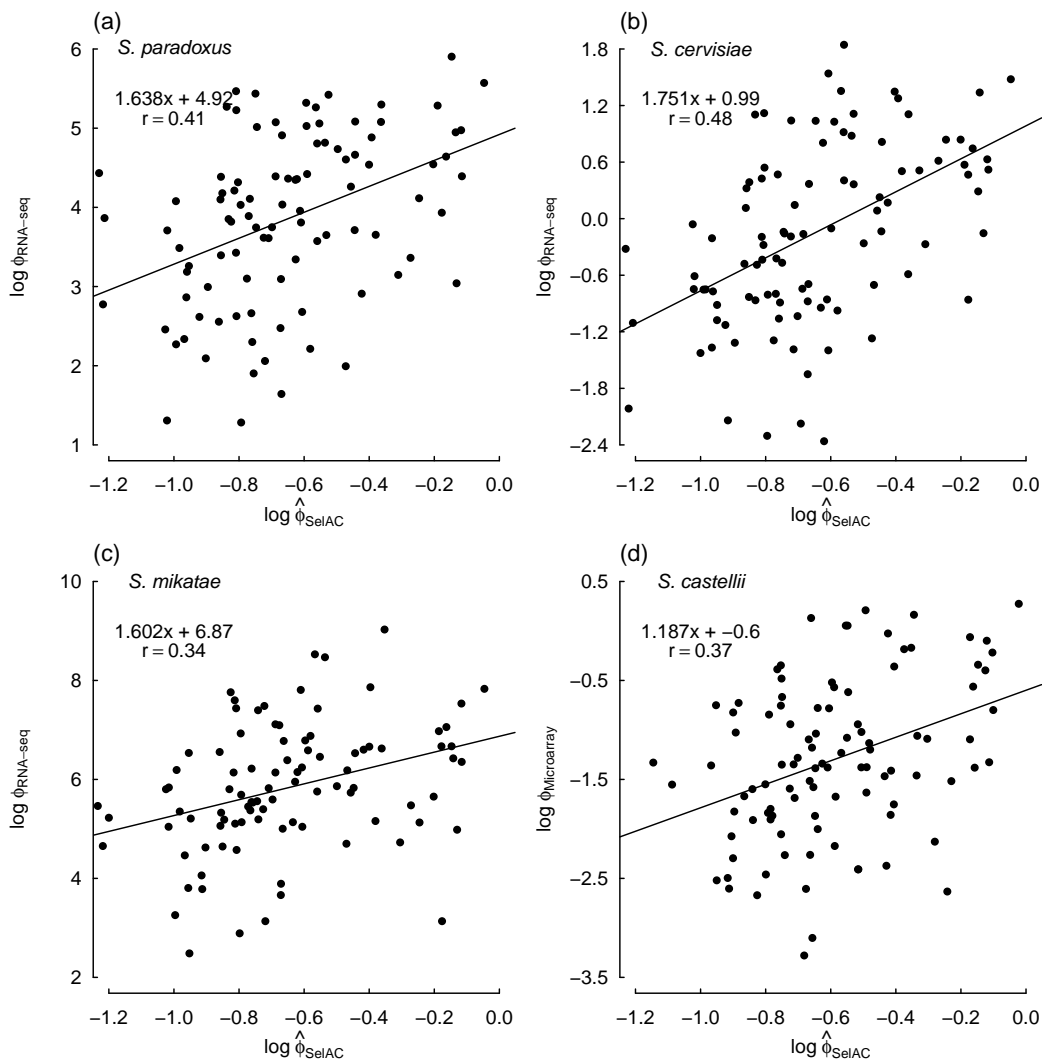 (a)
S. paradoxus
1.638x + 4.92
r = 0.41
6
5
4
3
2
1
log ϕRNA−seq
−1.2 −1.0 −0.8 −0.6 −0.4 −0.2 0.0
log ϕ̂SelAC
(b)
S. cervisiae
1.751x + 0.99
r = 0.48
1.8
1.2
0.6
0.0
−0.6
−1.2
−1.8
−2.4
log ϕRNA−seq
−1.2 −1.0 −0.8 −0.6 −0.4 −0.2 0.0
log ϕ̂SelAC
(c)
S. mikatae
1.602x + 6.87
r = 0.34
10
8
6
4
2
log ϕRNA−seq
−1.2 −1.0 −0.8 −0.6 −0.4 −0.2 0.0
log ϕ̂SelAC
(d)
S. castellii
1.187x + −0.6
r = 0.37
0.5
−0.5
−1.5
−2.5
−3.5
log ϕMicroarray
−1.2 −1.0 −0.8 −0.6 −0.4 −0.2 0.0
log ϕ̂SelAC